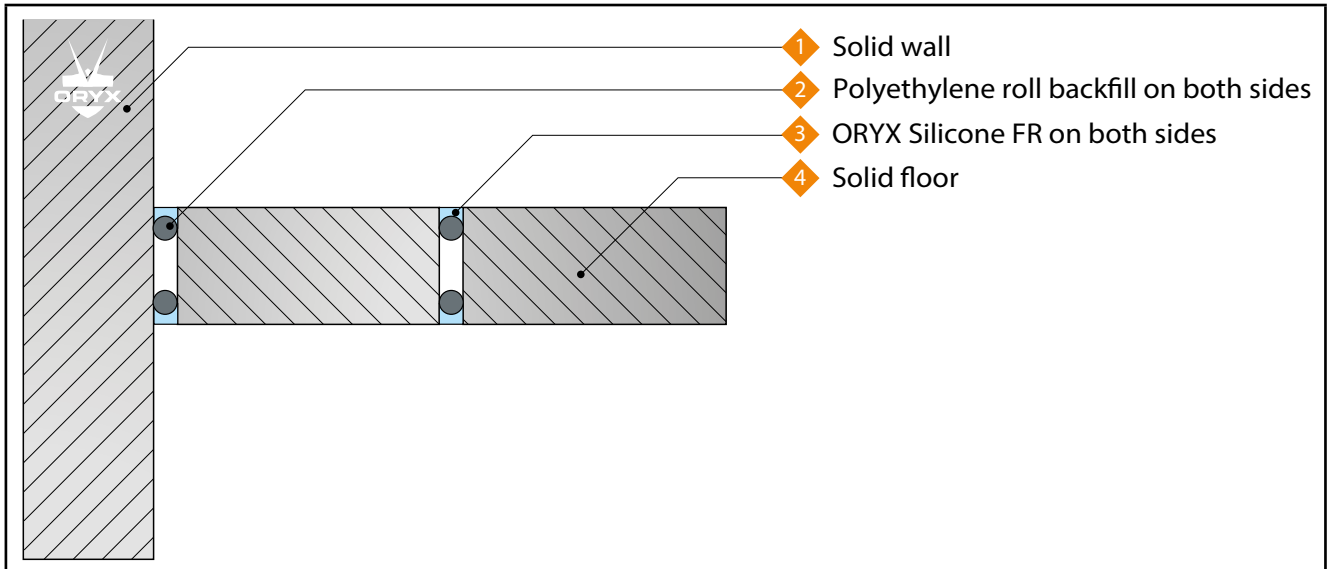 ORYX
1 Solid wall
2 Polyethylene roll backfill on both sides
3 ORYX Silicone FR on both sides
4 Solid floor